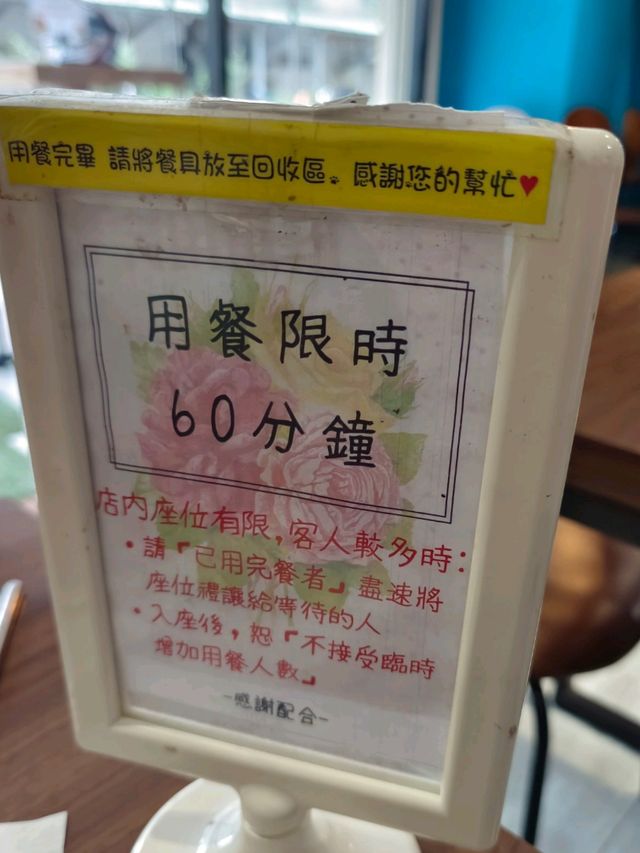 用餐完畢 請將餐具放至回收區。感謝您的幫忙♥
用餐限時
60分鐘
店內座位有限,客人較多時:
•請「已用完餐者」盡速將
座位禮讓給等待的人
•入座後,恕「不接受臨時
增加用餐人數」
-感謝配合-